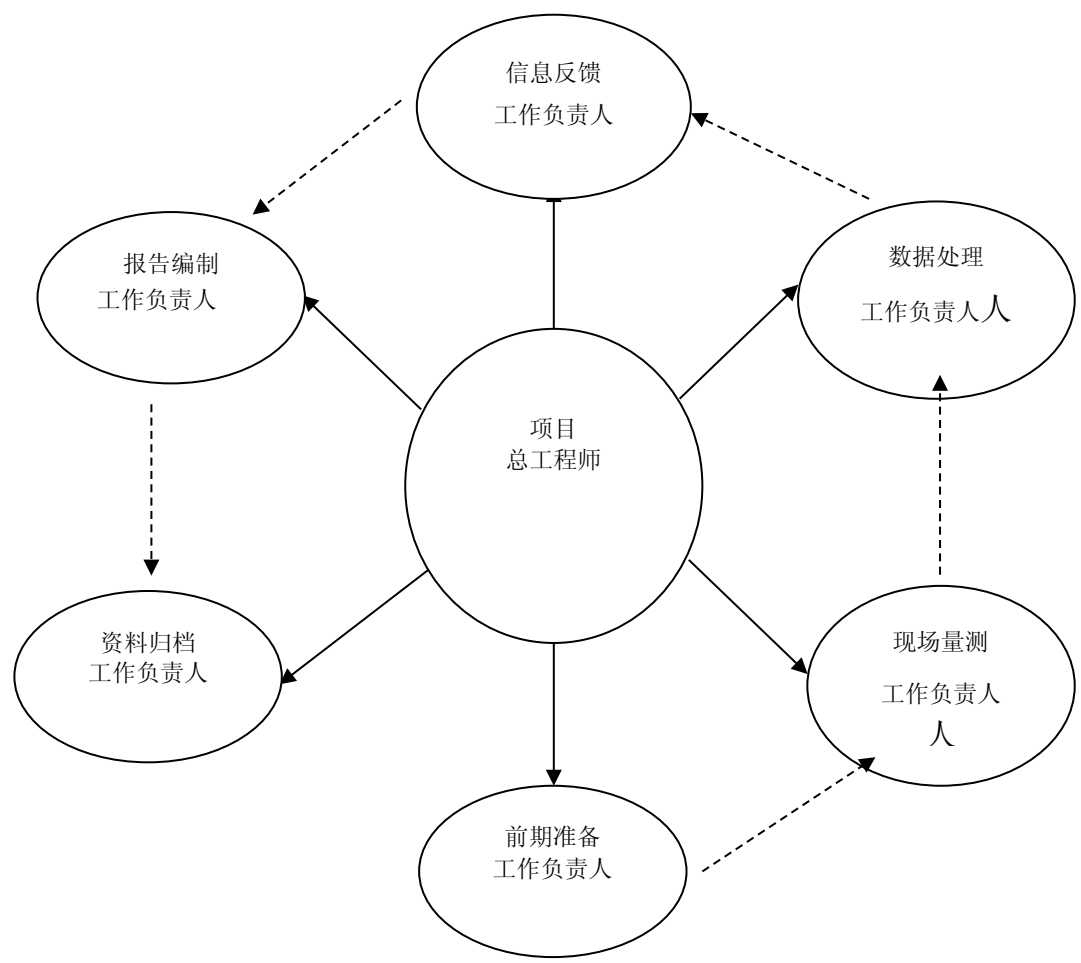 信息反馈
工作负责人
报告编制
工作负责人
数据处理
工作负责人人
项目
总工程师
资料归档
工作负责人
现场量测
工作负责人
人
前期准备
工作负责人